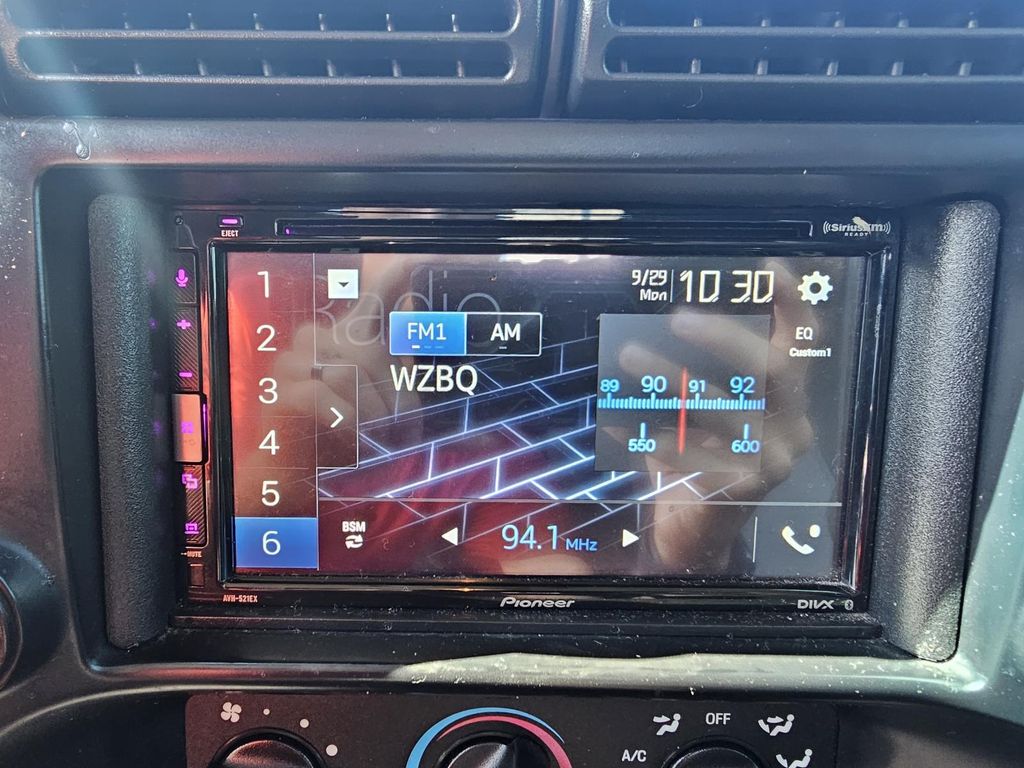 EJECT
((SiriusXm))
READY
1
2
3
4
5
6
Radio
9/29
Mon
10 30
FM1
AM
EQ
Custom1
WZBQ
89 90 91 92
550 600
BSM
94.1 MHz
MUTE
AVH-521EX
Pioneer
DIVX
OFF
A/C